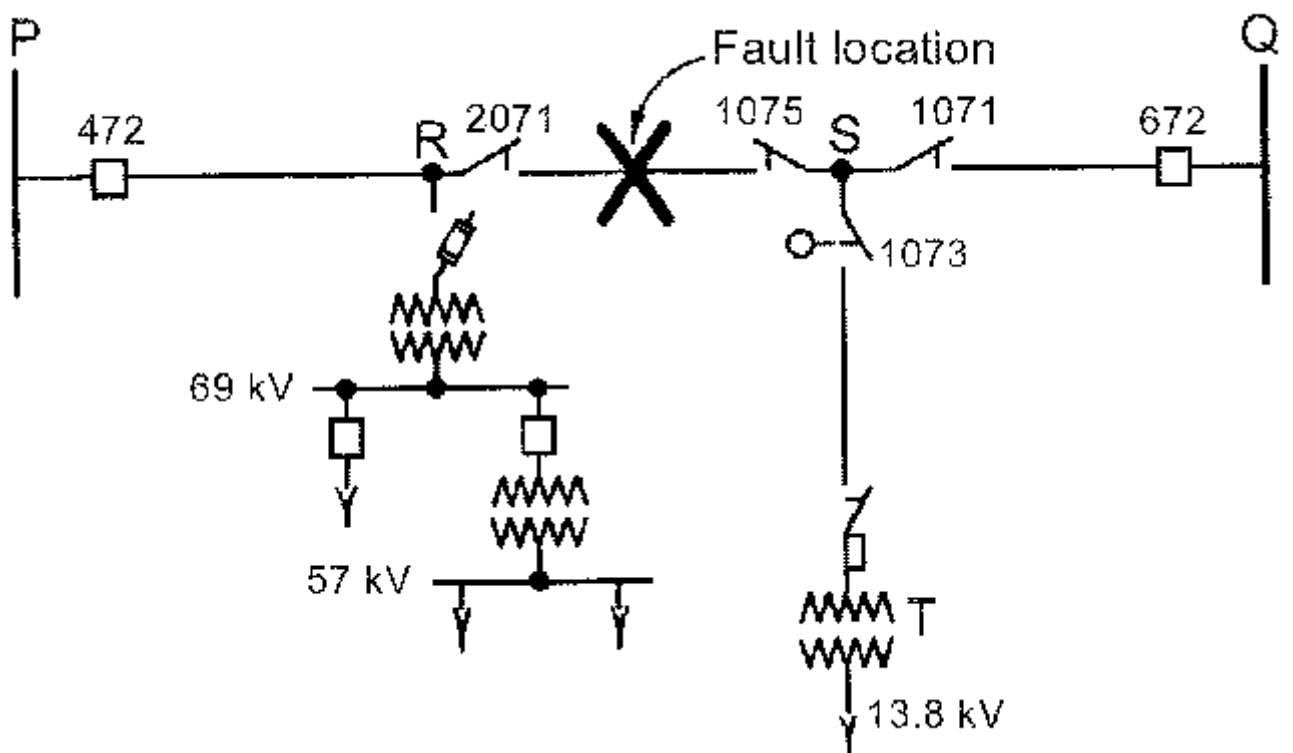 P
Q
Fault location
472
R
2071
1075
S
1071
672
1073
69 kV
57 kV
T
13.8 kV